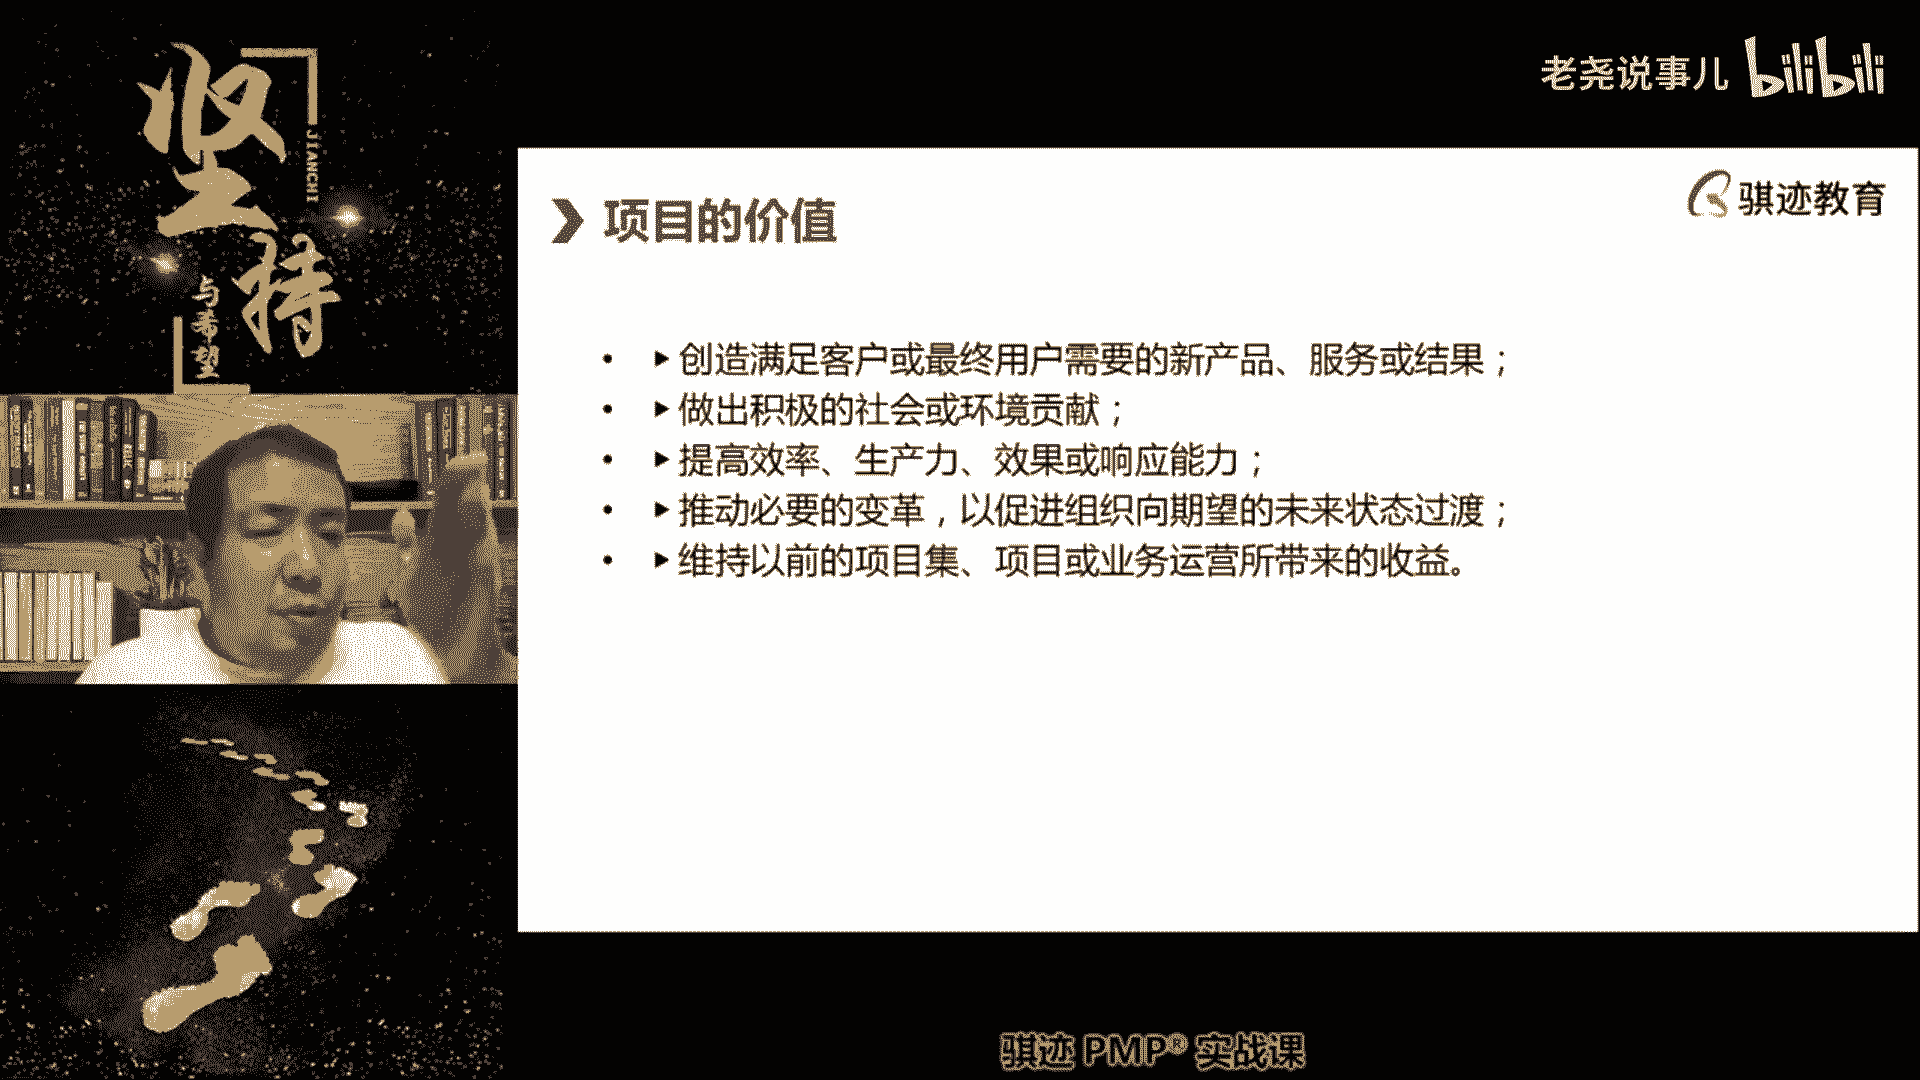 坚持
JIANCHI
与希望
老尧说事儿 bilibili
骐迹教育
项目的价值
• ▶创造满足客户或最终用户需要的新产品、服务或结果；
• ▶做出积极的社会或环境贡献；
• ▶提高效率、生产力、效果或响应能力；
• ▶推动必要的变革，以促进组织向期望的未来状态过渡；
• ▶维持以前的项目集、项目或业务运营所带来的收益。
骐迹 PMP® 实战课